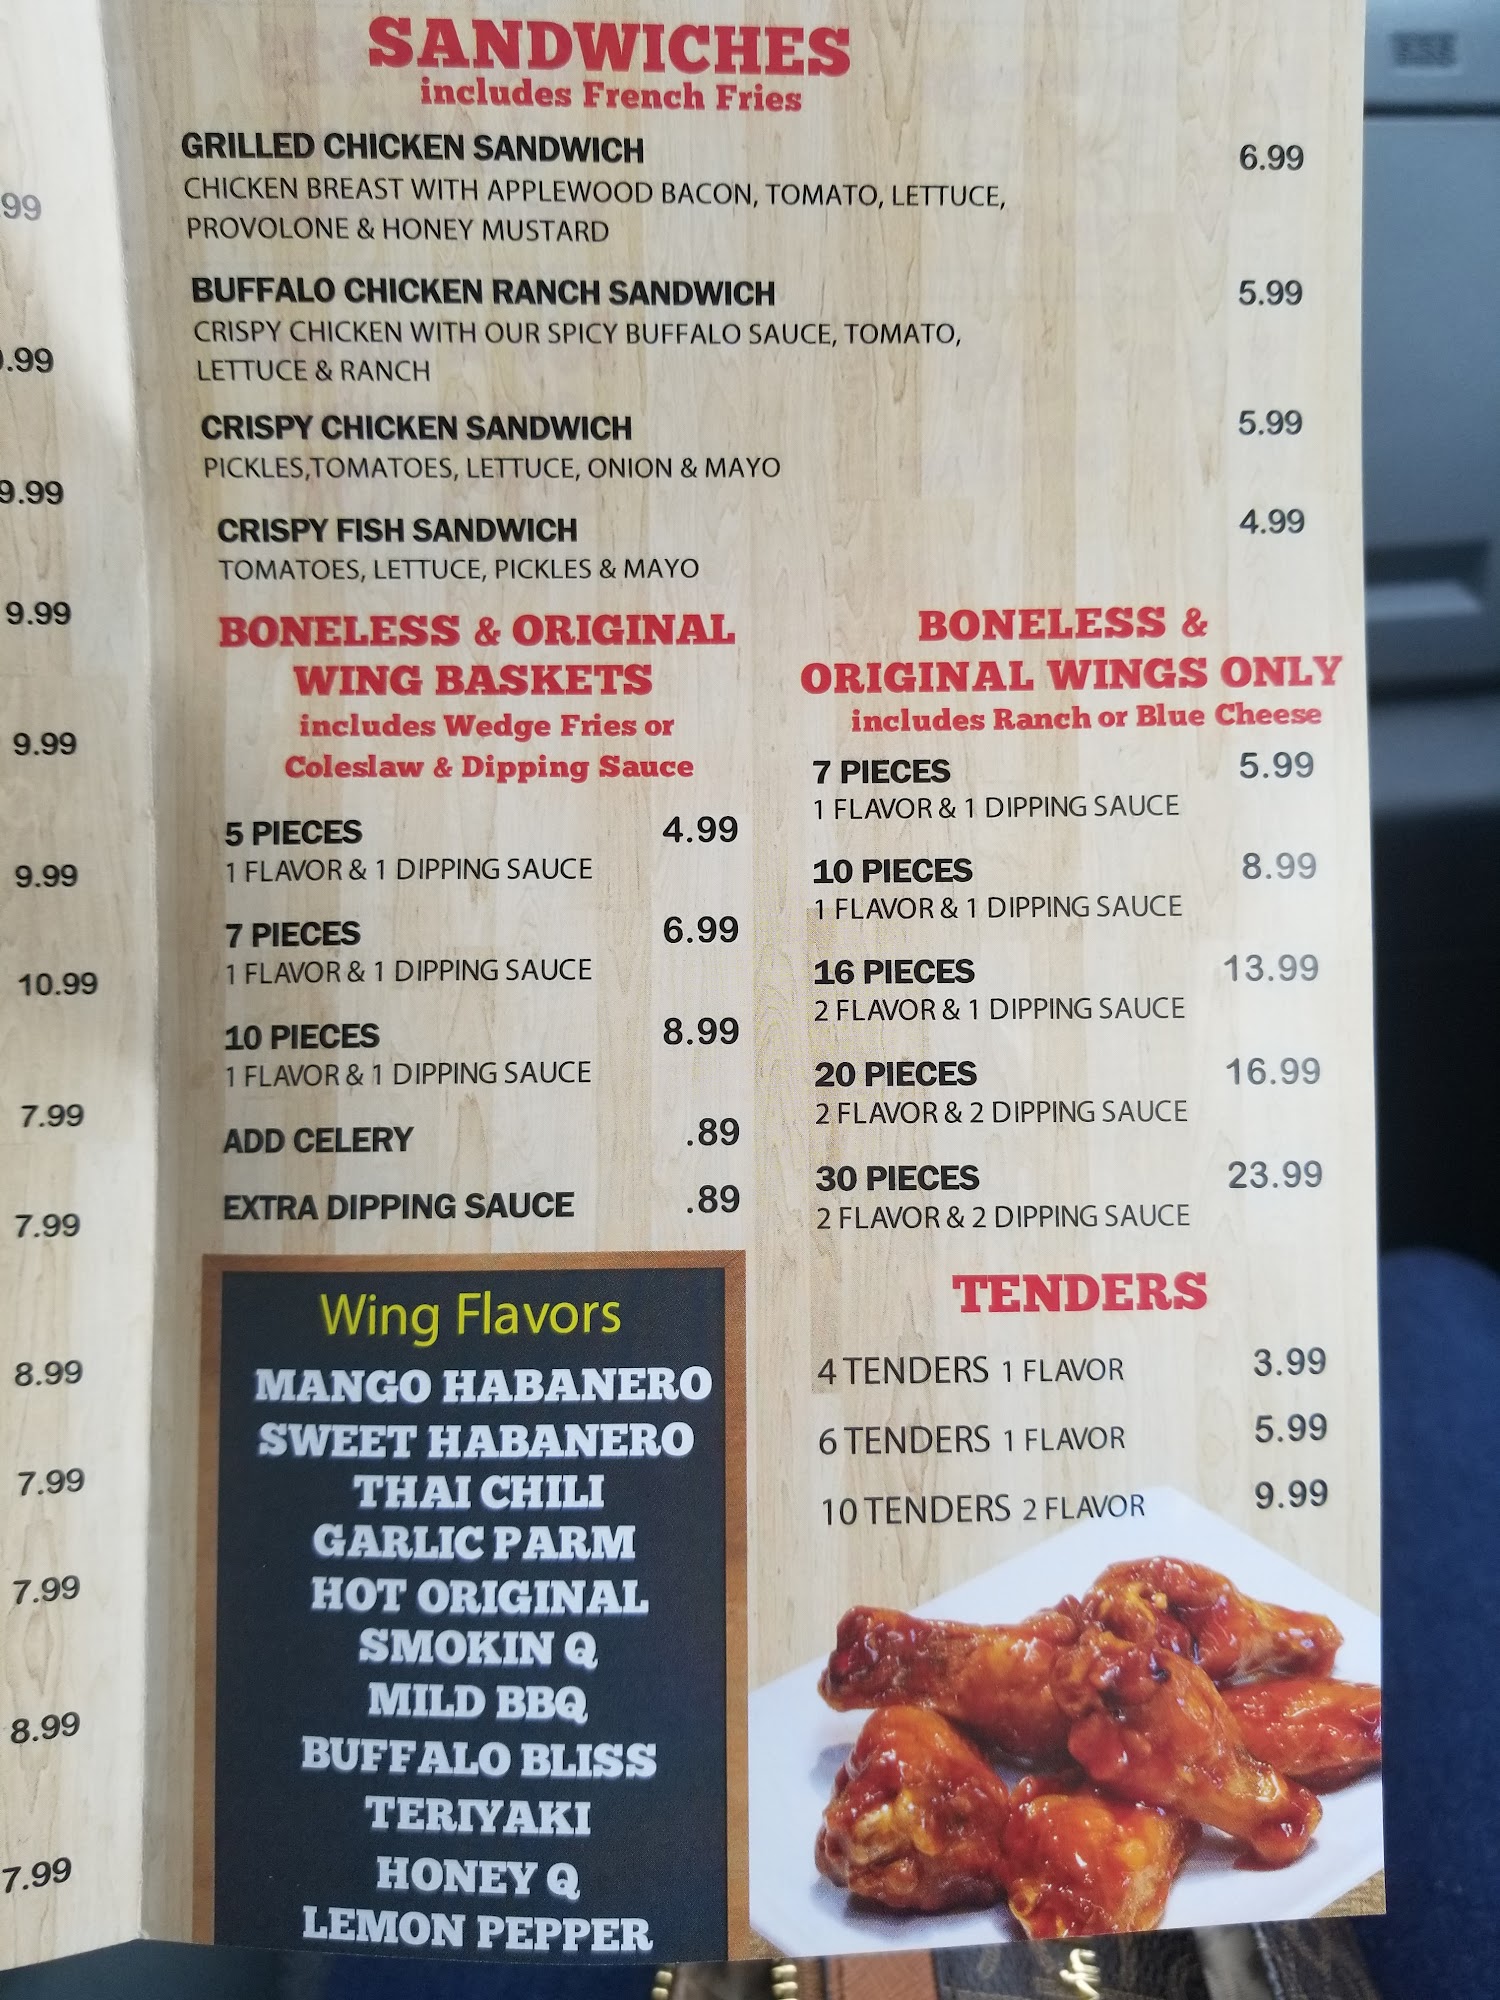 SANDWICHES
includes French Fries
GRILLED CHICKEN SANDWICH 6.99
CHICKEN BREAST WITH APPLEWOOD BACON, TOMATO, LETTUCE,
PROVOLONE & HONEY MUSTARD
BUFFALO CHICKEN RANCH SANDWICH 5.99
CRISPY CHICKEN WITH OUR SPICY BUFFALO SAUCE, TOMATO,
LETTUCE & RANCH
CRISPY CHICKEN SANDWICH 5.99
PICKLES,TOMATOES, LETTUCE, ONION & MAYO
CRISPY FISH SANDWICH 4.99
TOMATOES, LETTUCE, PICKLES & MAYO
BONELESS & ORIGINAL
WING BASKETS
includes Wedge Fries or
Coleslaw & Dipping Sauce
5 PIECES 4.99
1 FLAVOR & 1 DIPPING SAUCE
7 PIECES 6.99
1 FLAVOR & 1 DIPPING SAUCE
10 PIECES 8.99
1 FLAVOR & 1 DIPPING SAUCE
ADD CELERY .89
EXTRA DIPPING SAUCE .89
BONELESS &
ORIGINAL WINGS ONLY
includes Ranch or Blue Cheese
7 PIECES 5.99
1 FLAVOR & 1 DIPPING SAUCE
10 PIECES 8.99
1 FLAVOR & 1 DIPPING SAUCE
16 PIECES 13.99
2 FLAVOR & 1 DIPPING SAUCE
20 PIECES 16.99
2 FLAVOR & 2 DIPPING SAUCE
30 PIECES 23.99
2 FLAVOR & 2 DIPPING SAUCE
TENDERS
4 TENDERS 1 FLAVOR 3.99
6 TENDERS 1 FLAVOR 5.99
10 TENDERS 2 FLAVOR 9.99
Wing Flavors
MANGO HABANERO
SWEET HABANERO
THAI CHILI
GARLIC PARM
HOT ORIGINAL
SMOKIN Q
MILD BBQ
BUFFALO BLISS
TERIYAKI
HONEY Q
LEMON PEPPER
.99
9.99
9.99
9.99
9.99
10.99
7.99
7.99
8.99
7.99
7.99
8.99
7.99